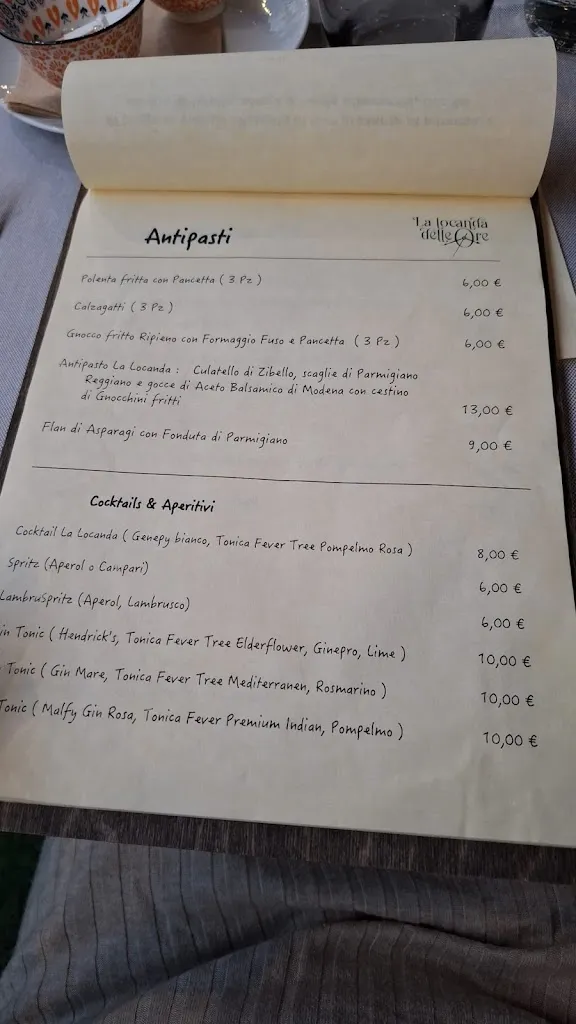 La locanda
delle Ore
Antipasti
Polenta fritta con Pancetta ( 3 Pz ) 6,00 €
Calzagatti ( 3 Pz ) 6,00 €
Gnocco fritto Ripieno con Formaggio Fuso e Pancetta ( 3 Pz ) 6,00 €
Antipasto La Locanda : Culatello di Zibello, scaglie di Parmigiano
Reggiano e gocce di Aceto Balsamico di Modena con cestino
di Gnocchini fritti 13,00 €
Flan di Asparagi con Fonduta di Parmigiano 9,00 €
Cocktails & Aperitivi
Cocktail La Locanda ( Genepy bianco, Tonica Fever Tree Pompelmo Rosa ) 8,00 €
Spritz (Aperol o Campari) 6,00 €
LambruSpritz (Aperol, Lambrusco) 6,00 €
in Tonic ( Hendrick's, Tonica Fever Tree Elderflower, Ginepro, Lime ) 10,00 €
Tonic ( Gin Mare, Tonica Fever Tree Mediterranen, Rosmarino ) 10,00 €
Tonic ( Malfy Gin Rosa, Tonica Fever Premium Indian, Pompelmo ) 10,00 €